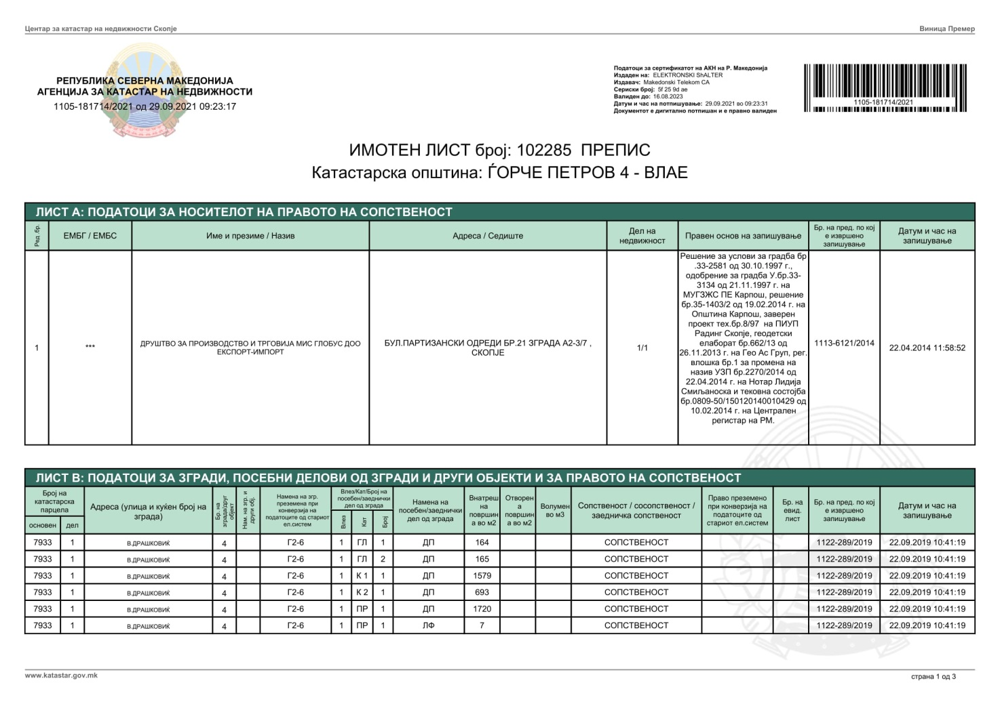 Центар за катастар на недвижности Скопје
Виница Премер
РЕПУБЛИКА СЕВЕРНА МАКЕДОНИЈА
АГЕНЦИЈА ЗА КАТАСТАР НА НЕДВИЖНОСТИ
1105-181714/2021 од 29.09.2021 09:23:17
Податоци за сертификатот на АКН на Р. Македонија
Издаден на: ELEKTRONSKI ShALTER
Издавач: Makedonski Telekom CA
Сериски број: 5f 25 9d ae
Валиден до: 16.08.2023
Датум и час на потпишување: 29.09.2021 во 09:23:31
Документот е дигитално потпишан и е правно валиден
1105-181714/2021
ИМОТЕН ЛИСТ број: 102285 ПРЕПИС
Катастарска општина: ЃОРЧЕ ПЕТРОВ 4 - ВЛАЕ
ЛИСТ А: ПОДАТОЦИ ЗА НОСИТЕЛОТ НА ПРАВОТО НА СОПСТВЕНОСТ
Ред .бр.
ЕМБГ / ЕМБС
Име и презиме / Назив
Адреса / Седиште
Дел на
недвижност
Правен основ на запишување
Бр. на пред. по кој
е извршено
запишување
Датум и час на
запишување
1
***
ДРУШТВО ЗА ПРОИЗВОДСТВО И ТРГОВИЈА МИС ГЛОБУС ДОО
ЕКСПОРТ-ИМПОРТ
БУЛ.ПАРТИЗАНСКИ ОДРЕДИ БР.21 ЗГРАДА А2-3/7 ,
СКОПЈЕ
1/1
Решение за услови за градба бр
.33-2581 од 30.10.1997 г.,
одобрение за градба У.бр.33-
3134 од 21.11.1997 г. на
МУГЗЖС ПЕ Карпош, решение
бр.35-1403/2 од 19.02.2014 г. на
Општина Карпош, заверен
проект тех.бр.8/97 на ПИУП
Радинг Скопје, геодетски
елаборат бр.662/13 од
26.11.2013 г. на Гео Ас Груп, рег.
влошка бр.1 за промена на
назив УЗП бр.2270/2014 од
22.04.2014 г. на Нотар Лидија
Смиљаноска и тековна состојба
бр.0809-50/150120140010429 од
10.02.2014 г. на Централен
регистар на РМ.
1113-6121/2014
22.04.2014 11:58:52
ЛИСТ В: ПОДАТОЦИ ЗА ЗГРАДИ, ПОСЕБНИ ДЕЛОВИ ОД ЗГРАДИ И ДРУГИ ОБЈЕКТИ И ЗА ПРАВОТО НА СОПСТВЕНОСТ
Број на
катастарска
парцела
основен дел
Адреса (улица и куќен број на
зграда)
Бр. на
зграда/друг
објект
Нам. на згр. и
други обј.
Намена на згр.
преземена при
конверзија на
податоците од стариот
ел.систем
Влез/Кат/Број на
посебен/заеднички
дел од зграда
Влез Кат Број
Намена на
посебен/заеднички
дел од зграда
Внатреш
на
површин
а во м2
Отворен
а
површин
а во м2
Волумен
во м3
Сопственост / сосопственост /
заедничка сопственост
Право преземено
при конверзија на
податоците од
стариот ел.систем
Бр. на
евид.
лист
Бр. на пред. по кој
е извршено
запишување
Датум и час на
запишување
7933 1 В.ДРАШКОВИЌ 4 Г2-6 1 ГЛ 1 ДП 164 СОПСТВЕНОСТ 1122-289/2019 22.09.2019 10:41:19
7933 1 В.ДРАШКОВИЌ 4 Г2-6 1 ГЛ 2 ДП 165 СОПСТВЕНОСТ 1122-289/2019 22.09.2019 10:41:19
7933 1 В.ДРАШКОВИЌ 4 Г2-6 1 К 1 1 ДП 1579 СОПСТВЕНОСТ 1122-289/2019 22.09.2019 10:41:19
7933 1 В.ДРАШКОВИЌ 4 Г2-6 1 К 2 1 ДП 693 СОПСТВЕНОСТ 1122-289/2019 22.09.2019 10:41:19
7933 1 В.ДРАШКОВИЌ 4 Г2-6 1 ПР 1 ДП 1720 СОПСТВЕНОСТ 1122-289/2019 22.09.2019 10:41:19
7933 1 В.ДРАШКОВИЌ 4 Г2-6 1 ПР 1 ЛФ 7 СОПСТВЕНОСТ 1122-289/2019 22.09.2019 10:41:19
www.katastar.gov.mk
страна 1 од 3